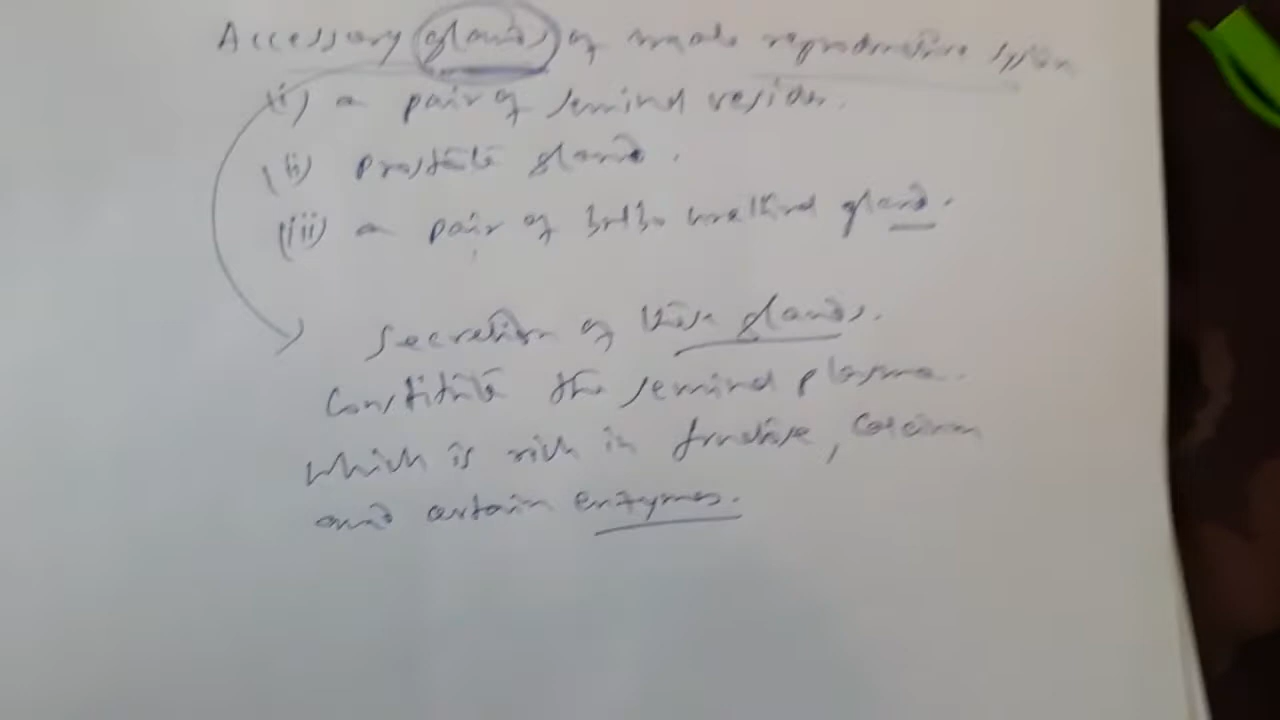 Accessory glands of male reproductive system
(i) a pair of seminal vesicles.
(ii) prostate gland.
(iii) a pair of bulbo urethral gland.
Secretion of these glands.
Constitute the seminal plasma.
which is rich in fructose, calcium
and certain enzymes.